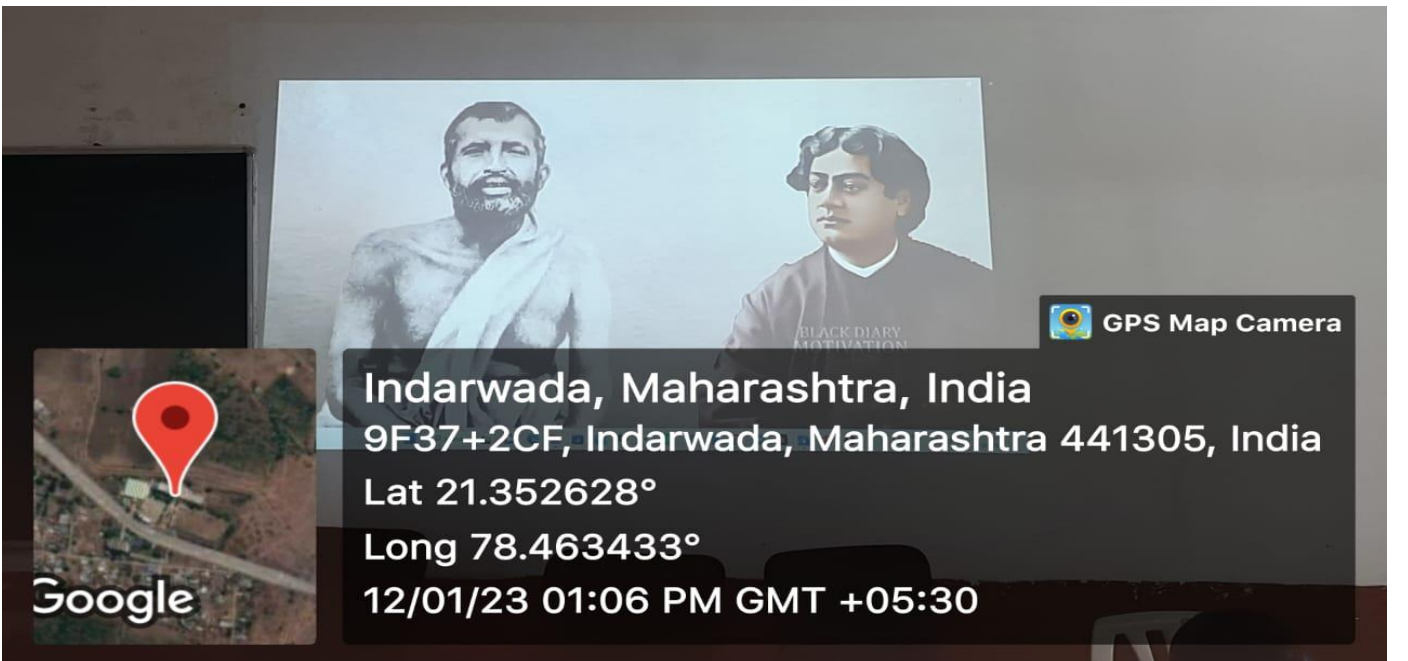 BLACK DIARY
MOTIVATION
GPS Map Camera
Indarwada, Maharashtra, India
9F37+2CF, Indarwada, Maharashtra 441305, India
Lat 21.352628°
Long 78.463433°
12/01/23 01:06 PM GMT +05:30
Google